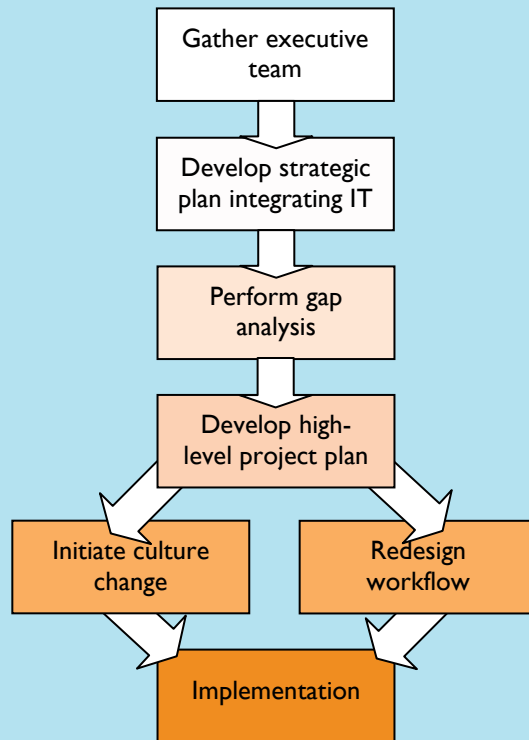 Gather executive
team
Develop strategic
plan integrating IT
Perform gap
analysis
Develop high-
level project plan
Initiate culture
change
Redesign
workflow
Implementation